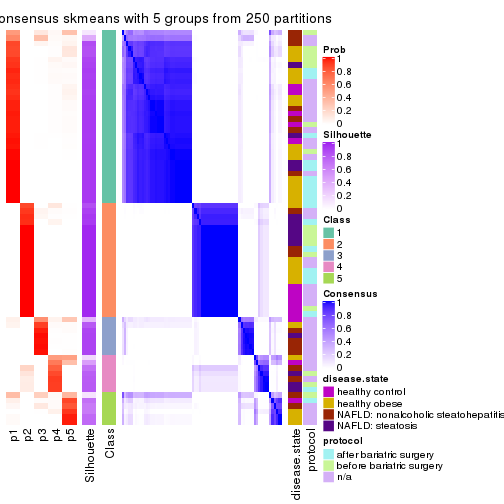 onsensus skmeans with 5 groups from 250 partitions
Prob
1
0.8
0.6
0.4
0.2
0
Silhouette
1
0.8
0.6
0.4
0.2
0
Class
1
2
3
4
5
Consensus
1
0.8
0.6
0.4
0.2
0
disease.state
healthy control
healthy obese
NAFLD: nonalcoholic steatohepatitis
NAFLD: steatosis
protocol
after bariatric surgery
before bariatric surgery
n/a
p1
p2
p3
p4
p5
Silhouette
Class
disease.state
protocol